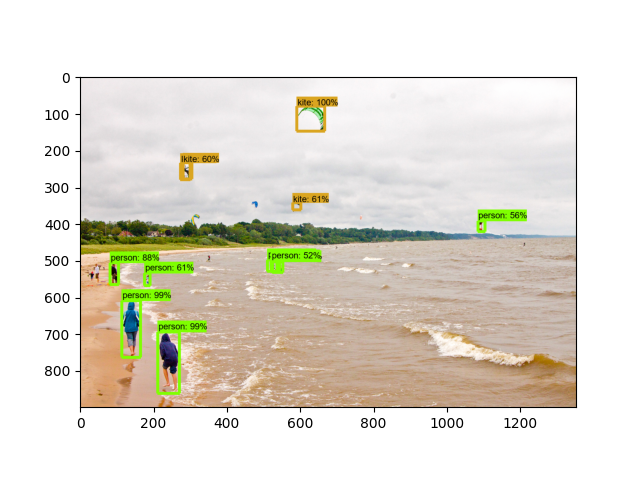 0
100
200
300
400
500
600
700
800
0
200
400
600
800
1000
1200
kite: 100%
kite: 60%
kite: 61%
person: 56%
person: 88%
person: 61%
person: 52%
person: 99%
person: 99%